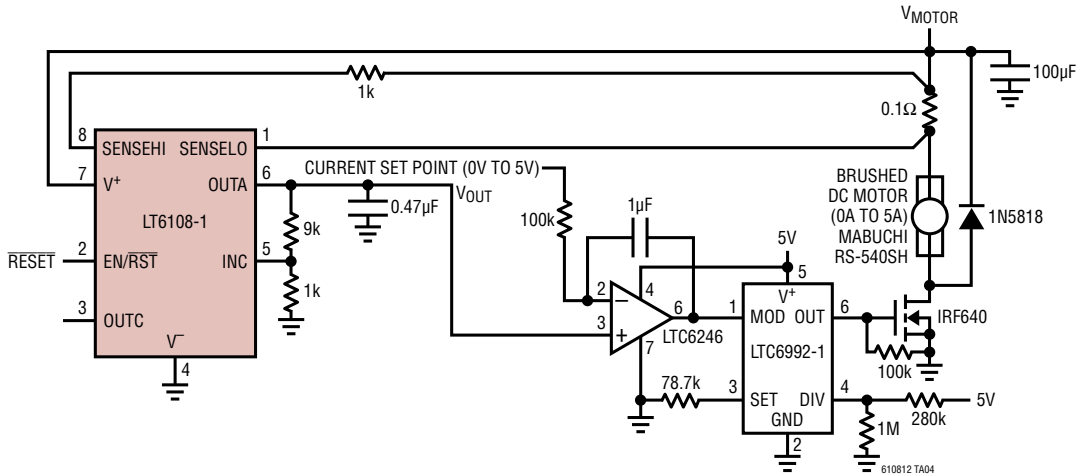 V_MOTOR
100µF
1k
0.1Ω
8
SENSEHI
SENSELO
1
7
V+
OUTA
6
LT6108-1
RESET
2
EN/RST
INC
5
3
OUTC
V−
4
9k
1k
0.47µF
CURRENT SET POINT (0V TO 5V)
V_OUT
100k
1µF
2
−
3
+
4
6
7
LTC6246
5V
5
V+
1
MOD
OUT
6
LTC6992-1
78.7k
3
SET
DIV
4
GND
2
BRUSHED
DC MOTOR
(0A TO 5A)
MABUCHI
RS-540SH
1N5818
IRF640
100k
1M
280k
5V
610812 TA04